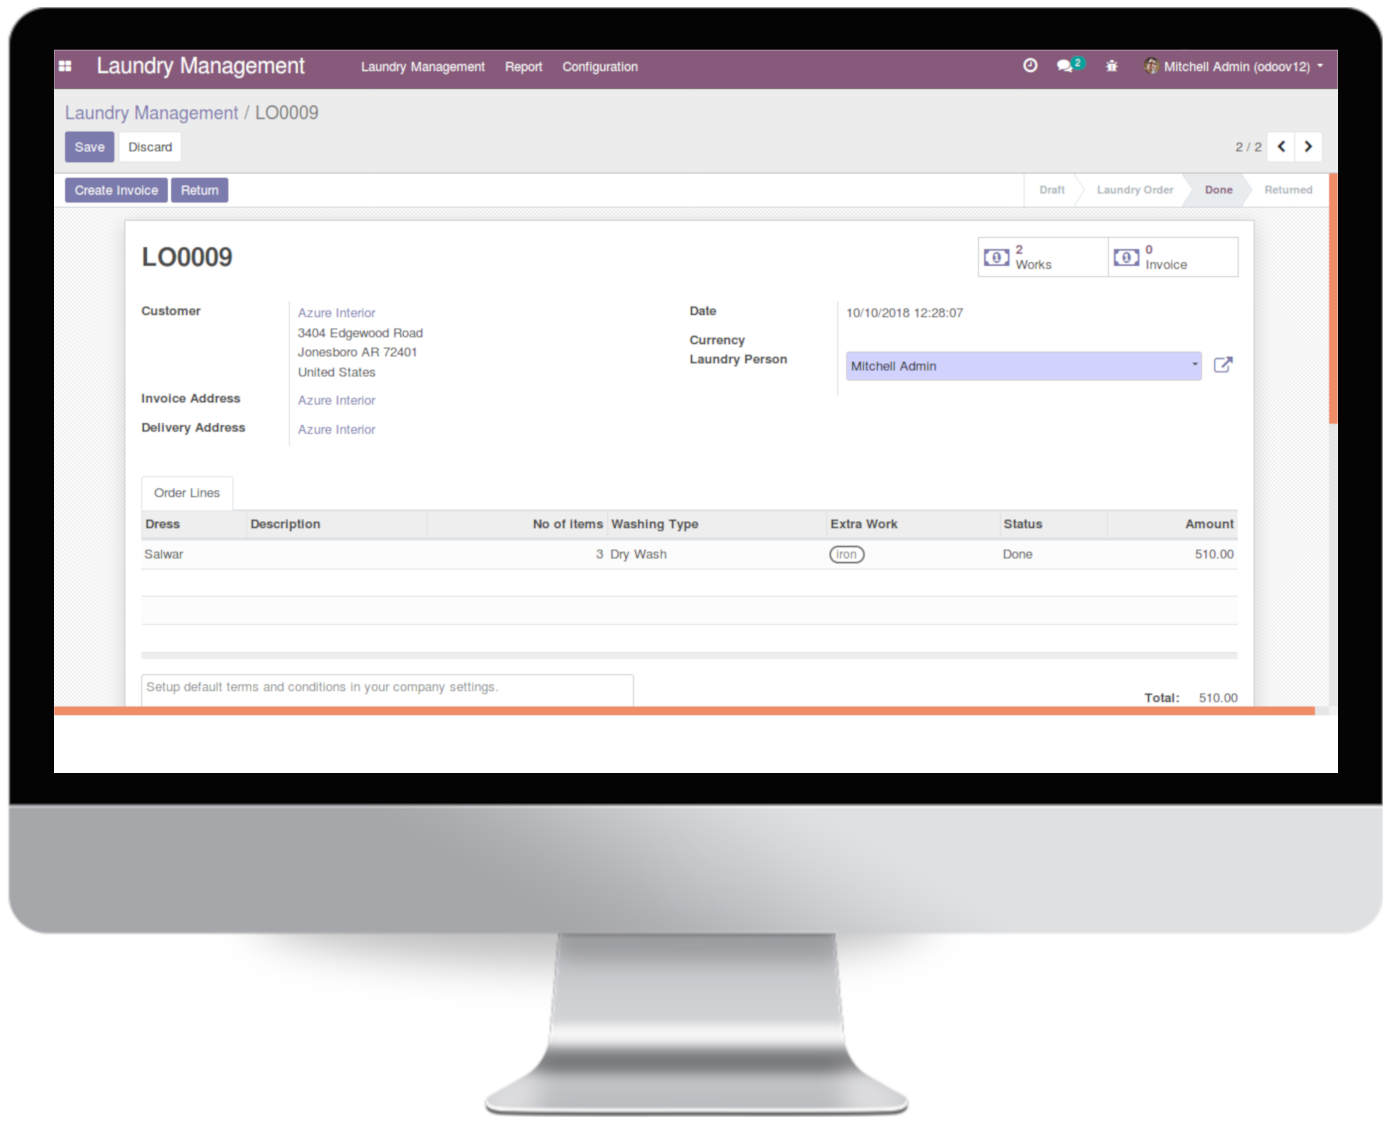 Laundry Management Laundry Management Report Configuration 2 Mitchell Admin (odoov12)
Laundry Management / LO0009
Save Discard 2 / 2
Create Invoice Return Draft Laundry Order Done Returned
LO0009
2
Works
0
Invoice
Customer Azure Interior
3404 Edgewood Road
Jonesboro AR 72401
United States
Invoice Address Azure Interior
Delivery Address Azure Interior
Date 10/10/2018 12:28:07
Currency
Laundry Person Mitchell Admin
Order Lines
Dress Description No of items Washing Type Extra Work Status Amount
Salwar 3 Dry Wash iron Done 510.00
Setup default terms and conditions in your company settings.
Total: 510.00